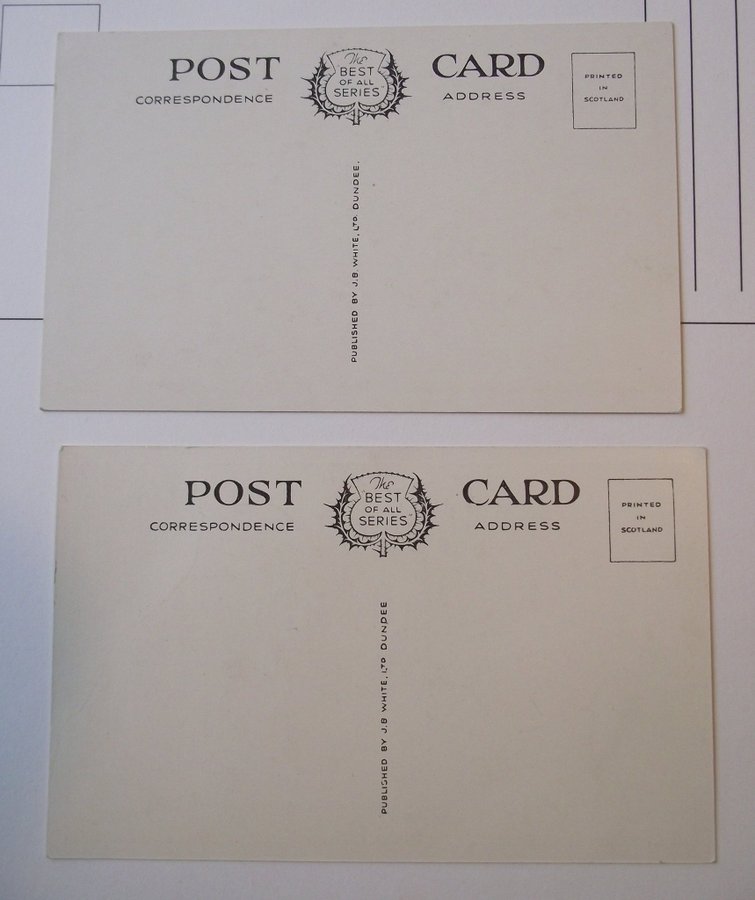 POST
The
BEST
OF ALL
SERIES"
CARD
PRINTED
IN
SCOTLAND
CORRESPONDENCE
ADDRESS
PUBLISHED BY J.B. WHITE, LTD. DUNDEE.
POST
The
BEST
OF ALL
SERIES"
CARD
PRINTED
IN
SCOTLAND
CORRESPONDENCE
ADDRESS
PUBLISHED BY J.B. WHITE, LTD DUNDEE